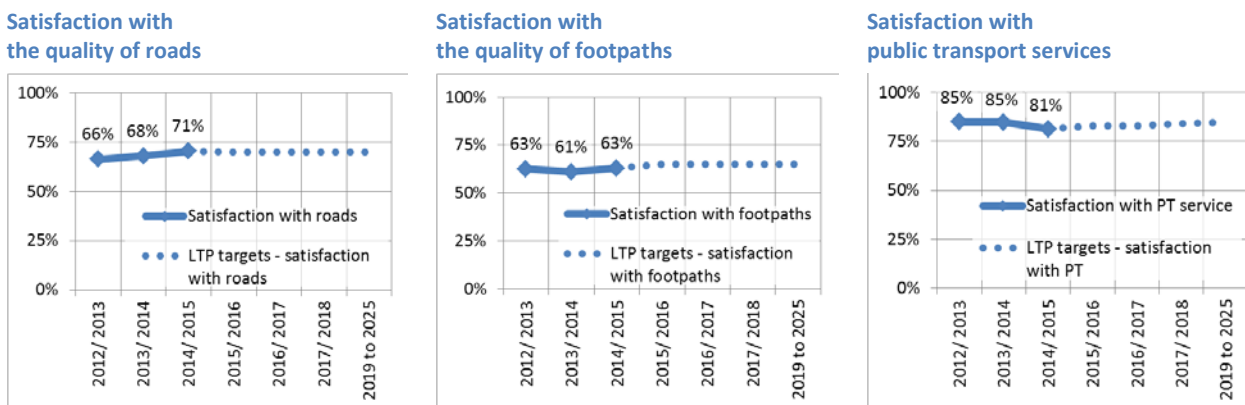 Satisfaction with
the quality of roads
100%
75%
50%
25%
0%
66%
68%
71%
Satisfaction with roads
LTP targets - satisfaction
with roads
2012/ 2013
2013/ 2014
2014/ 2015
2015/ 2016
2016/ 2017
2017/ 2018
2019 to 2025
Satisfaction with
the quality of footpaths
100%
75%
50%
25%
0%
63%
61%
63%
Satisfaction with footpaths
LTP targets - satisfaction
with footpaths
2012/ 2013
2013/ 2014
2014/ 2015
2015/ 2016
2016/ 2017
2017/ 2018
2019 to 2025
Satisfaction with
public transport services
100%
75%
50%
25%
0%
85%
85%
81%
Satisfaction with PT service
LTP targets - satisfaction
with PT
2012/ 2013
2013/ 2014
2014/ 2015
2015/ 2016
2016/ 2017
2017/ 2018
2019 to 2025